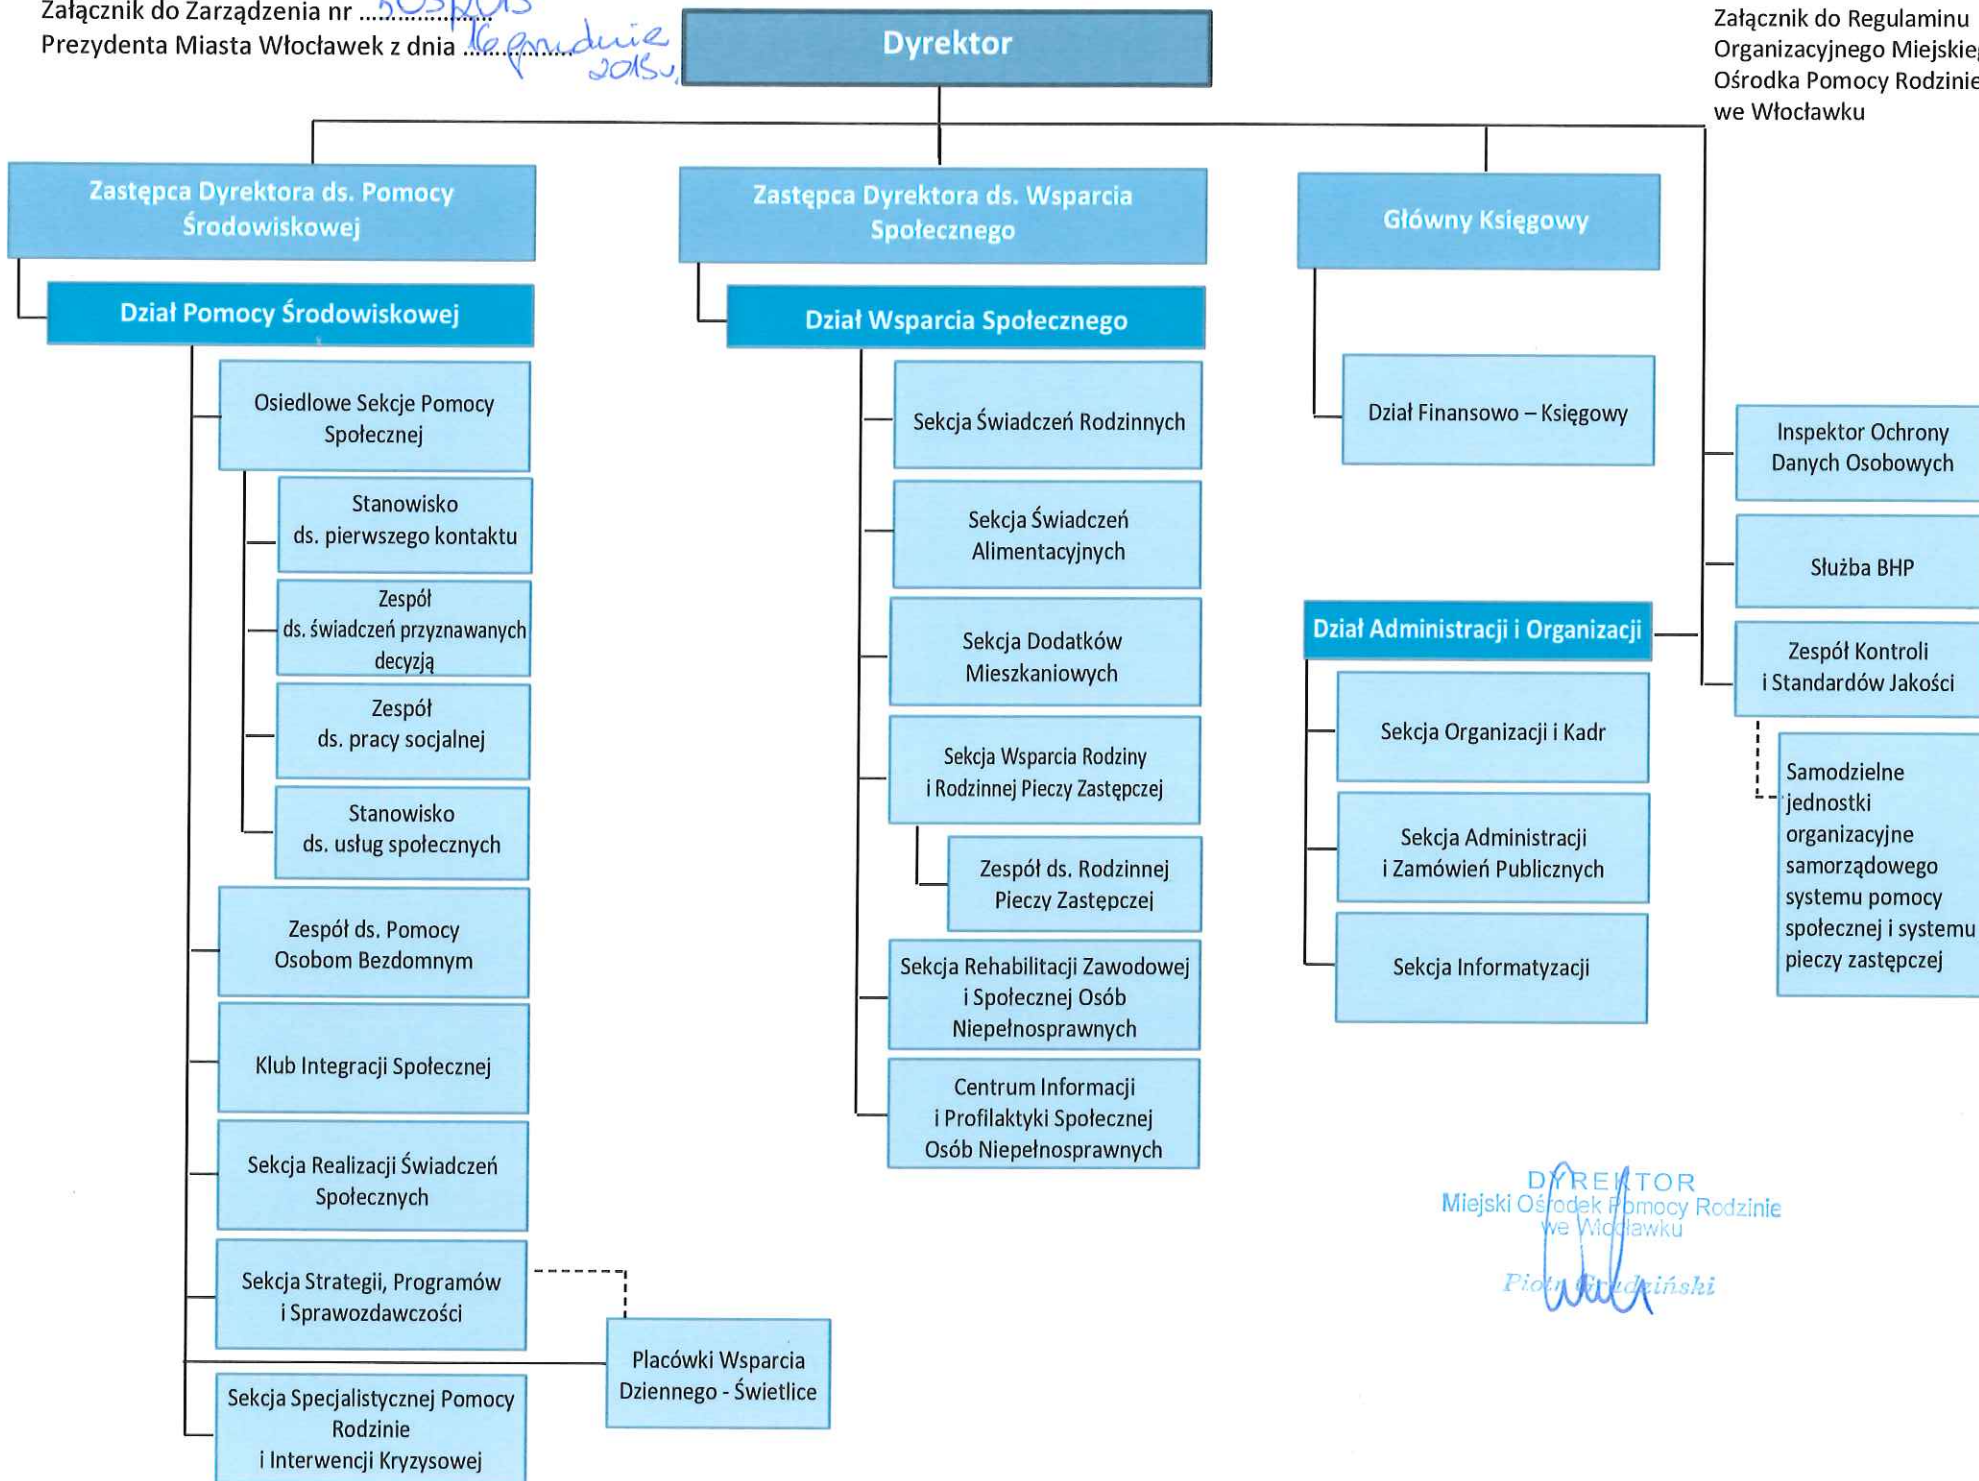 Załącznik do Zarządzenia nr
Prezydenta Miasta Włocławek z dnia 16 grudnia
Dyrektor
Załącznik do Regulaminu
Organizacyjnego Miejskieg
Ośrodka Pomocy Rodzinie
we Włocławku
Zastępca Dyrektora ds. Pomocy
Środowiskowej
Dział Pomocy Środowiskowej
Osiedlowe Sekcje Pomocy
Społecznej
Stanowisko
ds. pierwszego kontaktu
Zespół
ds. świadczeń przyznawanych
decyzją
Zespół
ds. pracy socjalnej
Stanowisko
ds. usług społecznych
Zespół ds. Pomocy
Osobom Bezdomnym
Klub Integracji Społecznej
Sekcja Realizacji Świadczeń
Społecznych
Sekcja Strategii, Programów
i Sprawozdawczości
Placówki Wsparcia
Dziennego - Świetlice
Sekcja Specjalistycznej Pomocy
Rodzinie
i Interwencji Kryzysowej
Zastępca Dyrektora ds. Wsparcia
Społecznego
Dział Wsparcia Społecznego
Sekcja Świadczeń Rodzinnych
Sekcja Świadczeń
Alimentacyjnych
Sekcja Dodatków
Mieszkaniowych
Sekcja Wsparcia Rodziny
i Rodzinnej Pieczy Zastępczej
Zespół ds. Rodzinnej
Pieczy Zastępczej
Sekcja Rehabilitacji Zawodowej
i Społecznej Osób
Niepełnosprawnych
Centrum Informacji
i Profilaktyki Społecznej
Osób Niepełnosprawnych
Główny Księgowy
Dział Finansowo – Księgowy
Dział Administracji i Organizacji
Sekcja Organizacji i Kadr
Sekcja Administracji
i Zamówień Publicznych
Sekcja Informatyzacji
Inspektor Ochrony
Danych Osobowych
Służba BHP
Zespół Kontroli
i Standardów Jakości
Samodzielne
jednostki
organizacyjne
samorządowego
systemu pomocy
społecznej i systemu
pieczy zastępczej
DYREKTOR
Miejski Ośrodek Pomocy Rodzinie
we Włocławku
Piotr Grudziński